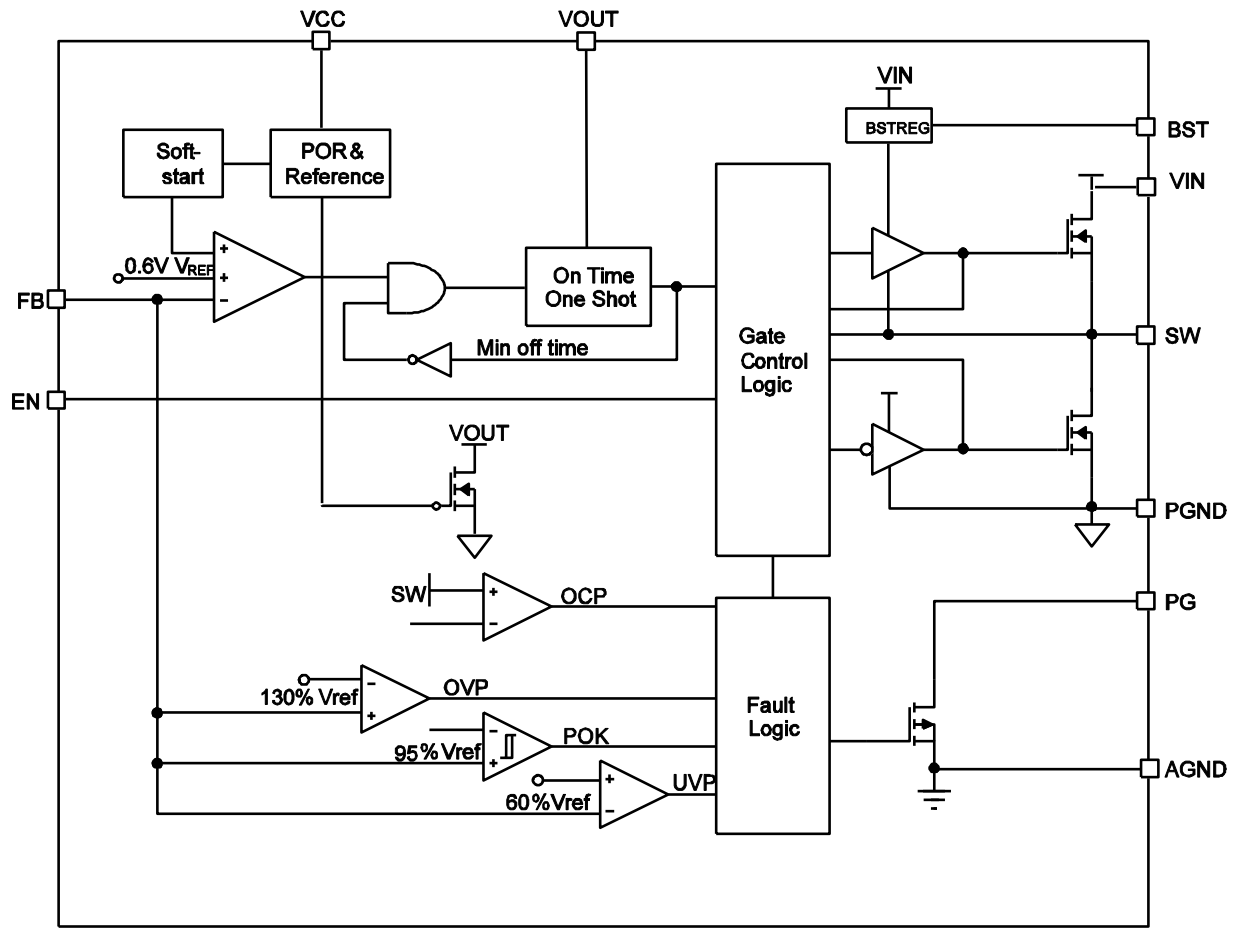 VCC
VOUT
VIN
BSTREG
BST
Soft-
start
POR &
Reference
VIN
0.6V VREF
+
+
−
FB
On Time
One Shot
Min off time
Gate
Control
Logic
SW
EN
VOUT
PGND
SW
+
−
OCP
PG
130% Vref
−
+
OVP
Fault
Logic
95% Vref
−
+
POK
60%Vref
+
−
UVP
AGND